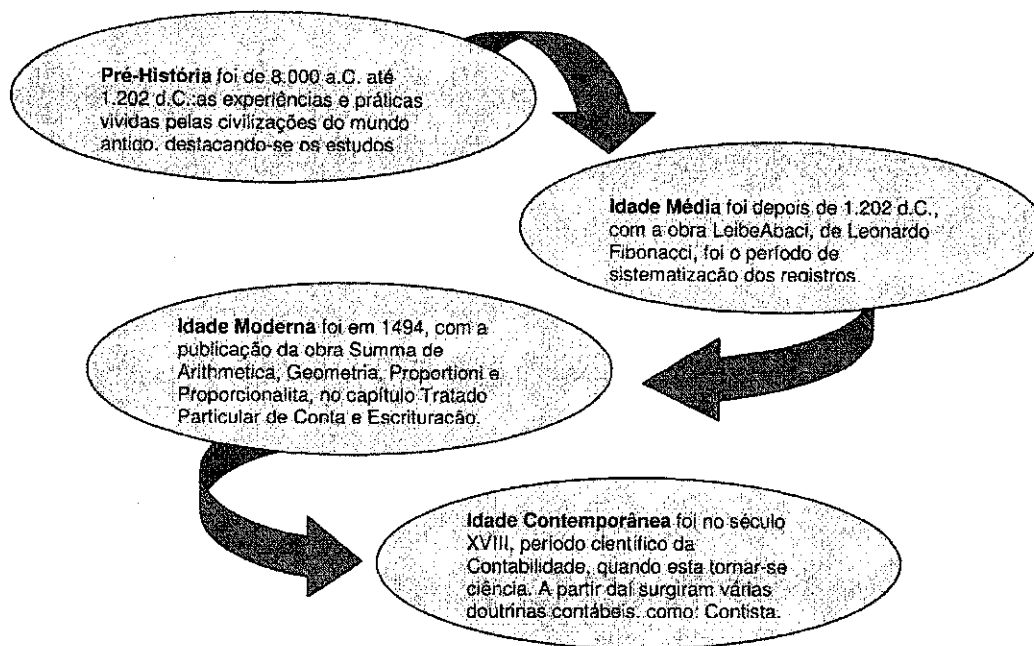 Pré-História foi de 8.000 a.C. até
1.202 d.C.:as experiências e práticas
vividas pelas civilizações do mundo
antigo, destacando-se os estudos
Idade Média foi depois de 1.202 d.C.,
com a obra LeibeAbaci, de Leonardo
Fibonacci, foi o período de
sistematização dos registros
Idade Moderna foi em 1494, com a
publicação da obra Summa de
Arithmetica, Geometria, Proportioni e
Proporcionalita, no capítulo Tratado
Particular de Conta e Escrituração.
Idade Contemporânea foi no século
XVIII, período científico da
Contabilidade, quando esta tornar-se
ciência. A partir daí surgiram várias
doutrinas contábeis, como: Contista.